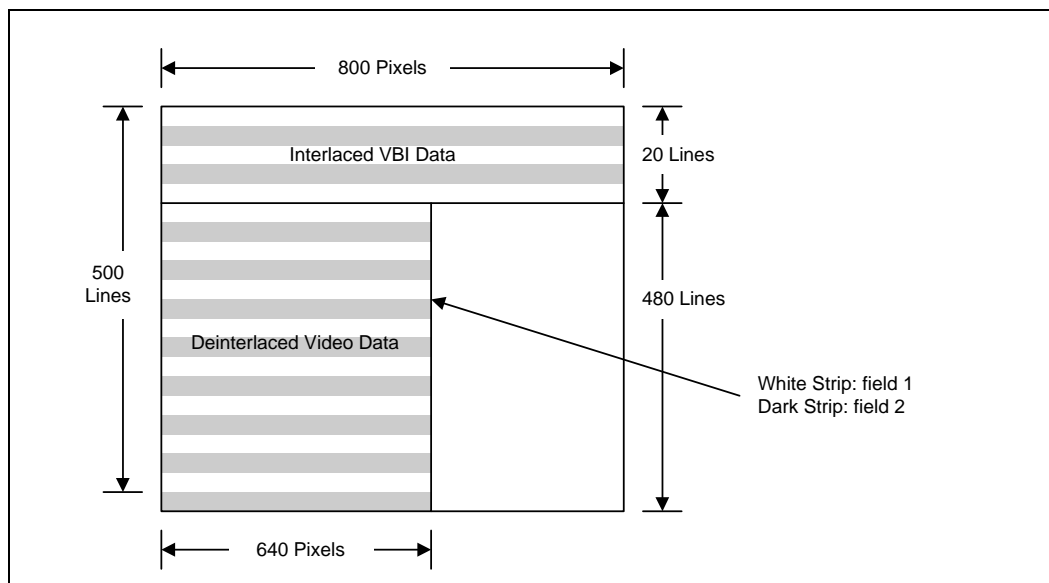 800 Pixels
Interlaced VBI Data
20 Lines
500
Lines
480 Lines
Deinterlaced Video Data
White Strip: field 1
Dark Strip: field 2
640 Pixels